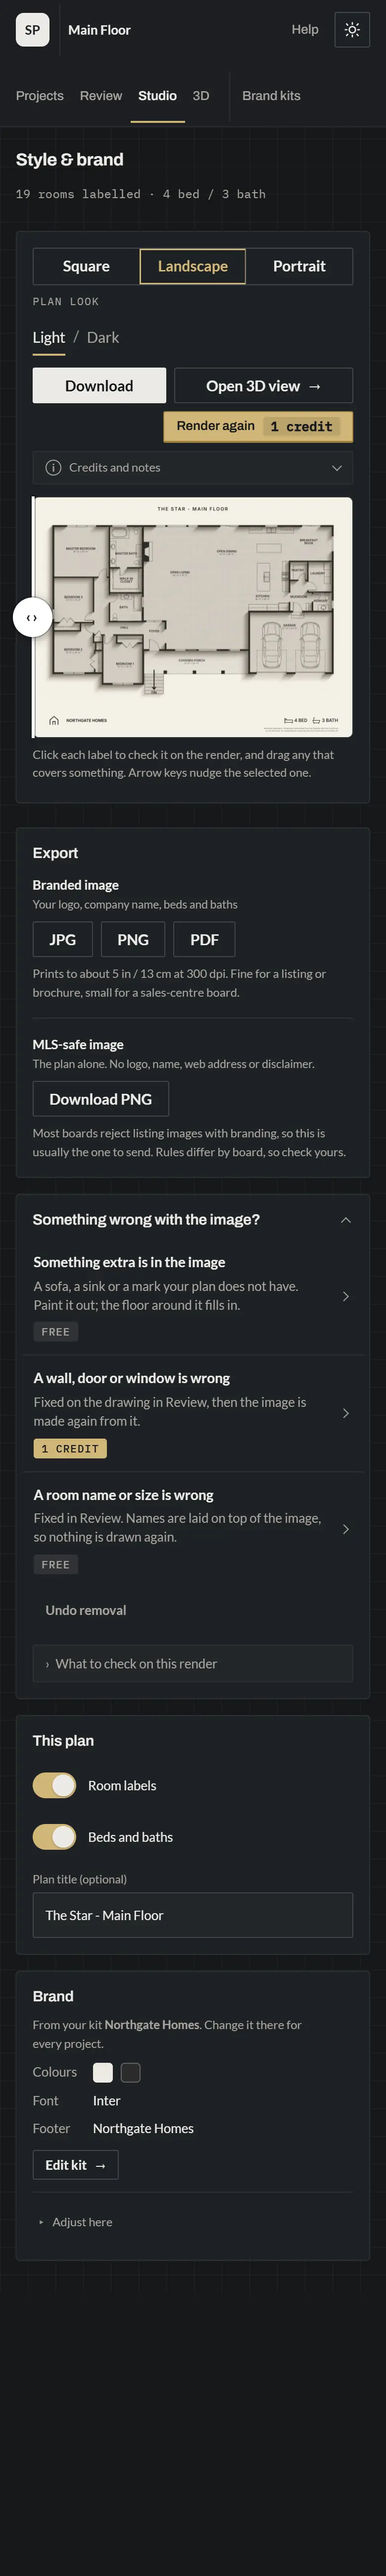 SP
Main Floor
Help
Projects
Review
Studio
3D
Brand kits
Style & brand
19 rooms labelled · 4 bed / 3 bath
Square
Landscape
Portrait
PLAN LOOK
Light / Dark
Download
Open 3D view →
Render again 1 credit
Credits and notes
THE STAR - MAIN FLOOR
NORTHGATE HOMES
4 BED
3 BATH
Click each label to check it on the render, and drag any that
covers something. Arrow keys nudge the selected one.
Export
Branded image
Your logo, company name, beds and baths
JPG
PNG
PDF
Prints to about 5 in / 13 cm at 300 dpi. Fine for a listing or
brochure, small for a sales-centre board.
MLS-safe image
The plan alone. No logo, name, web address or disclaimer.
Download PNG
Most boards reject listing images with branding, so this is
usually the one to send. Rules differ by board, so check yours.
Something wrong with the image?
Something extra is in the image
A sofa, a sink or a mark your plan does not have.
Paint it out; the floor around it fills in.
FREE
A wall, door or window is wrong
Fixed on the drawing in Review, then the image is
made again from it.
1 CREDIT
A room name or size is wrong
Fixed in Review. Names are laid on top of the image,
so nothing is drawn again.
FREE
Undo removal
› What to check on this render
This plan
Room labels
Beds and baths
Plan title (optional)
The Star - Main Floor
Brand
From your kit Northgate Homes. Change it there for
every project.
Colours
Font Inter
Footer Northgate Homes
Edit kit →
Adjust here